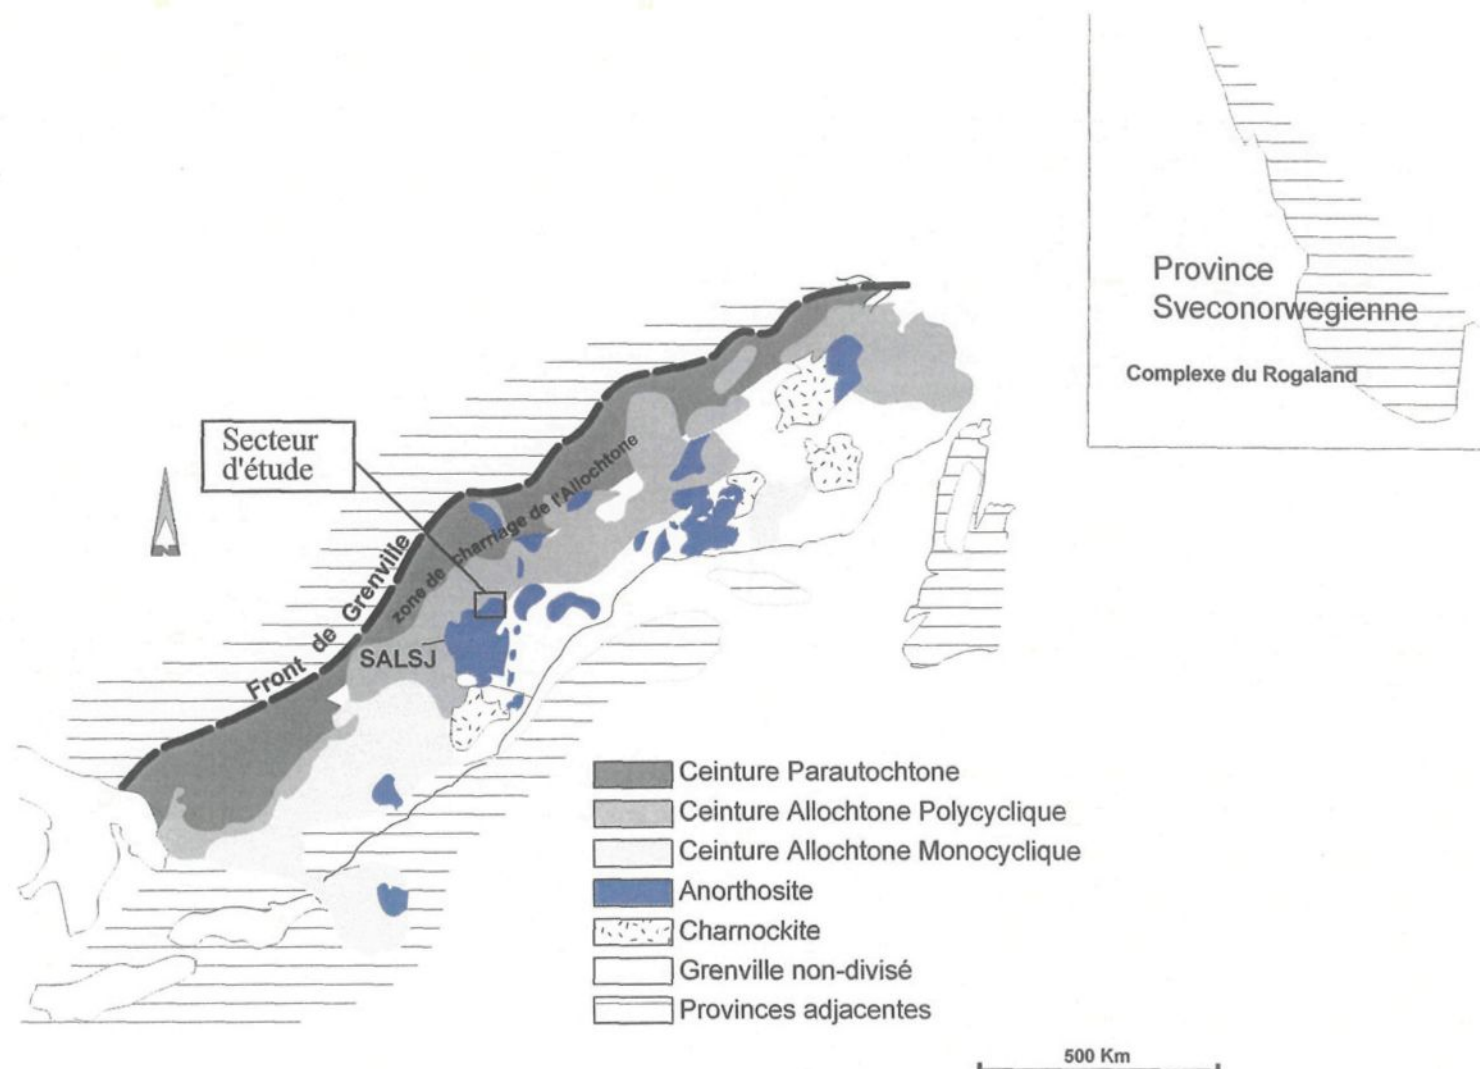 Province
Sveconorwegienne
Complexe du Rogaland
Secteur
d'étude
zone de charriage de l'Allochtone
Front de Grenville
SALSJ
N
Ceinture Parautochtone
Ceinture Allochtone Polycyclique
Ceinture Allochtone Monocyclique
Anorthosite
Charnockite
Grenville non-divisé
Provinces adjacentes
500 Km